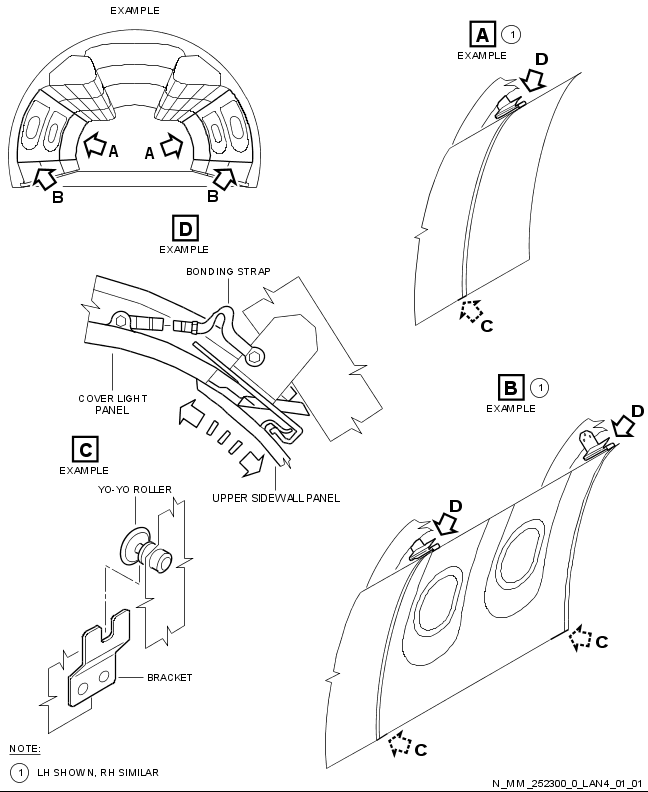 EXAMPLE
A
A
B
B
A 1
EXAMPLE
D
C
D
EXAMPLE
BONDING STRAP
COVER LIGHT
PANEL
UPPER SIDEWALL PANEL
B 1
EXAMPLE
D
D
C
C
C
EXAMPLE
YO-YO ROLLER
BRACKET
NOTE:
1 LH SHOWN, RH SIMILAR
N_MM_252300_0_LAN4_01_01